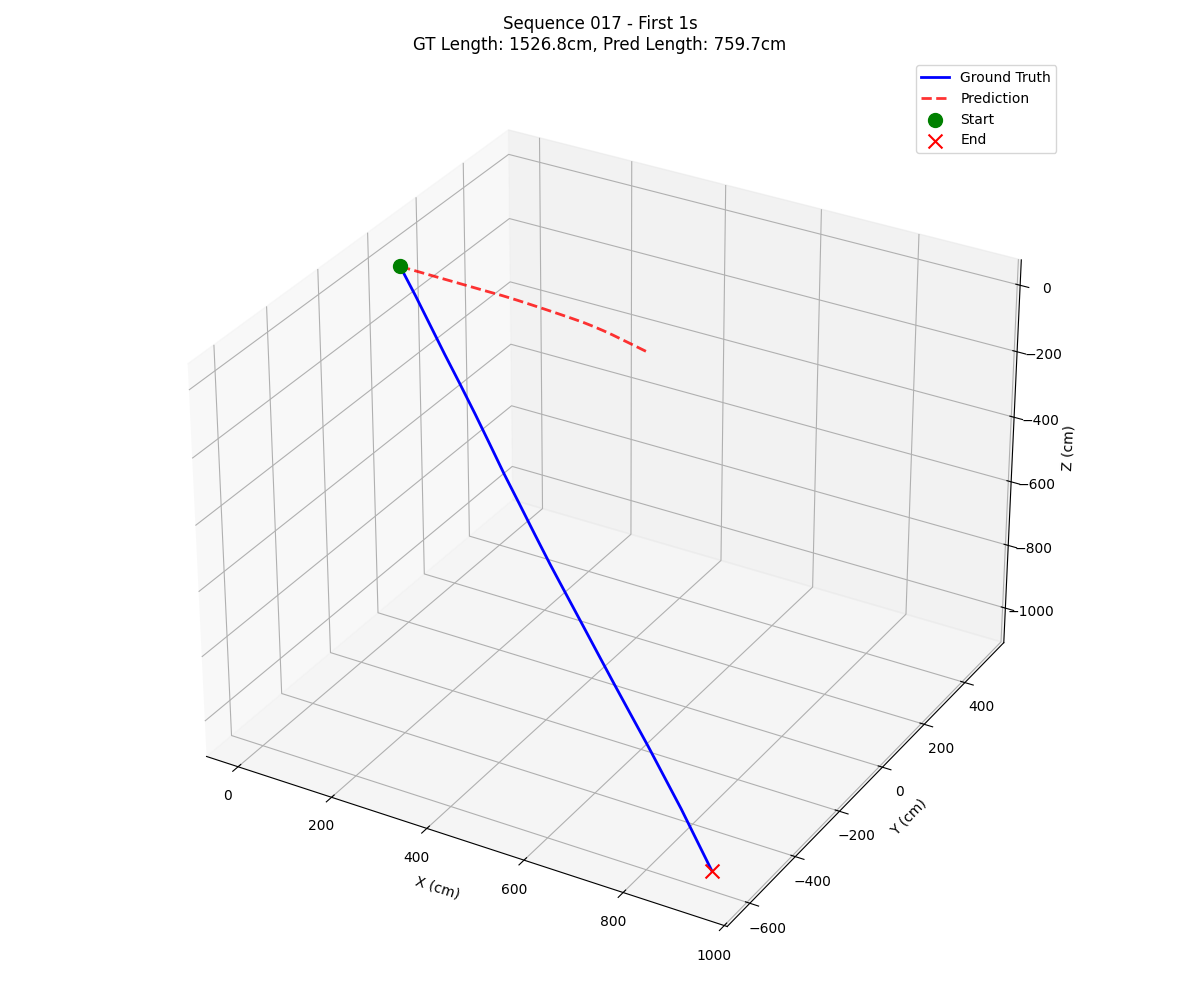 Sequence 017 - First 1s
GT Length: 1526.8cm, Pred Length: 759.7cm
Ground Truth
Prediction
Start
End
0
−200
−400
−600
−800
−1000
Z (cm)
400
200
0
−200
−400
−600
Y (cm)
0
200
400
600
800
1000
X (cm)